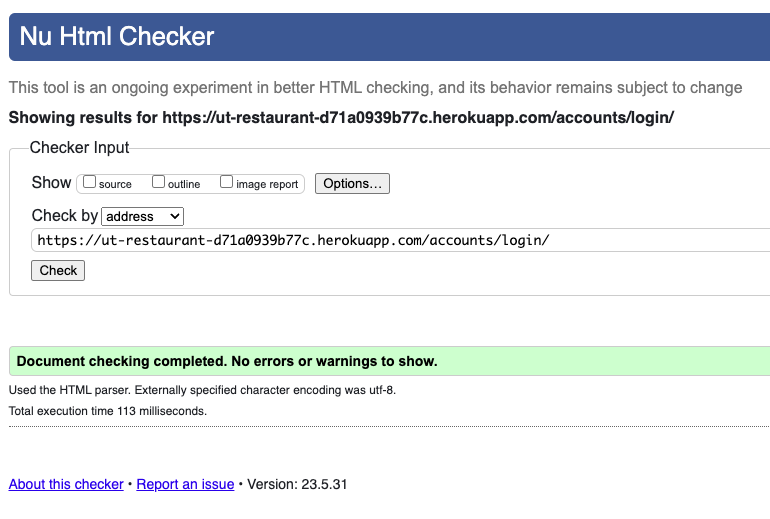 Nu Html Checker
This tool is an ongoing experiment in better HTML checking, and its behavior remains subject to change
Showing results for https://ut-restaurant-d71a0939b77c.herokuapp.com/accounts/login/
Checker Input
Show source outline image report Options...
Check by address
https://ut-restaurant-d71a0939b77c.herokuapp.com/accounts/login/
Check
Document checking completed. No errors or warnings to show.
Used the HTML parser. Externally specified character encoding was utf-8.
Total execution time 113 milliseconds.
About this checker • Report an issue • Version: 23.5.31